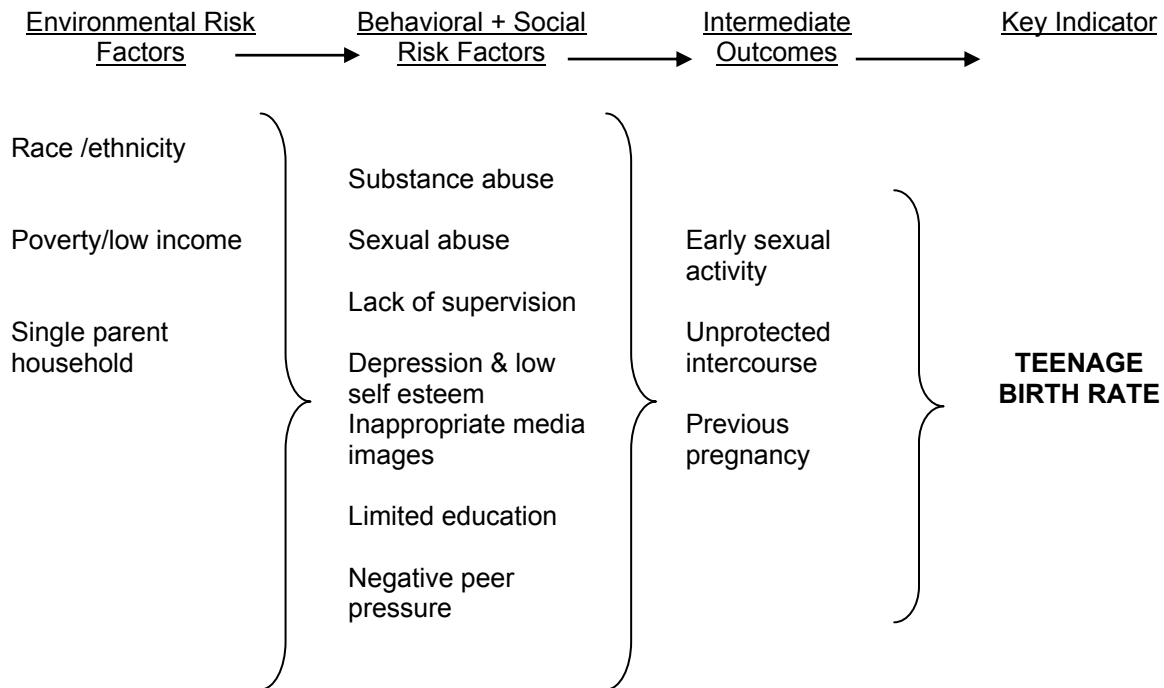 Environmental Risk
Factors
Behavioral + Social
Risk Factors
Intermediate
Outcomes
Key Indicator
Race /ethnicity
Poverty/low income
Single parent
household
Substance abuse
Sexual abuse
Lack of supervision
Depression & low
self esteem
Inappropriate media
images
Limited education
Negative peer
pressure
Early sexual
activity
Unprotected
intercourse
Previous
pregnancy
TEENAGE
BIRTH RATE